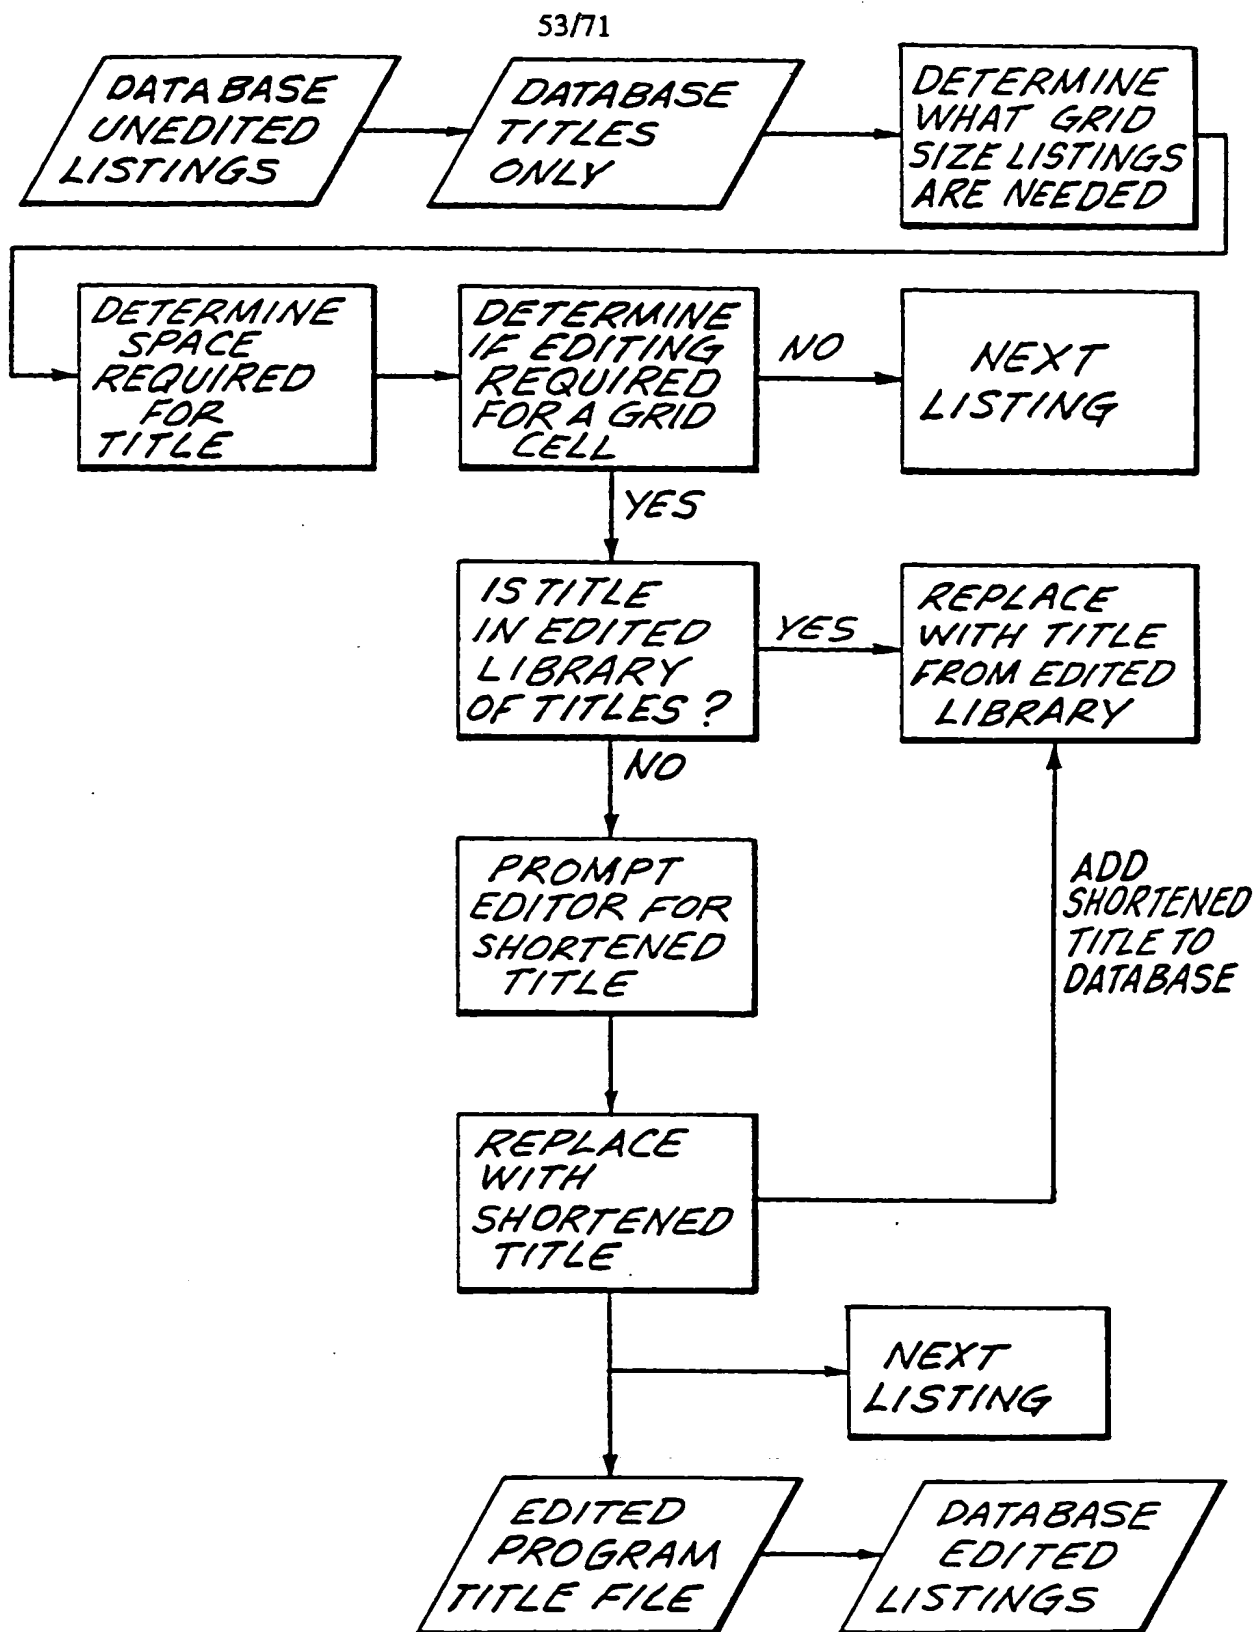 53/71
DATABASE
UNEDITED
LISTINGS
DATABASE
TITLES
ONLY
DETERMINE
WHAT GRID
SIZE LISTINGS
ARE NEEDED
DETERMINE
SPACE
REQUIRED
FOR
TITLE
DETERMINE
IF EDITING
REQUIRED
FOR A GRID
CELL
NO
NEXT
LISTING
YES
IS TITLE
IN EDITED
LIBRARY
OF TITLES?
YES
REPLACE
WITH TITLE
FROM EDITED
LIBRARY
NO
PROMPT
EDITOR FOR
SHORTENED
TITLE
ADD
SHORTENED
TITLE TO
DATABASE
REPLACE
WITH
SHORTENED
TITLE
NEXT
LISTING
EDITED
PROGRAM
TITLE FILE
DATABASE
EDITED
LISTINGS